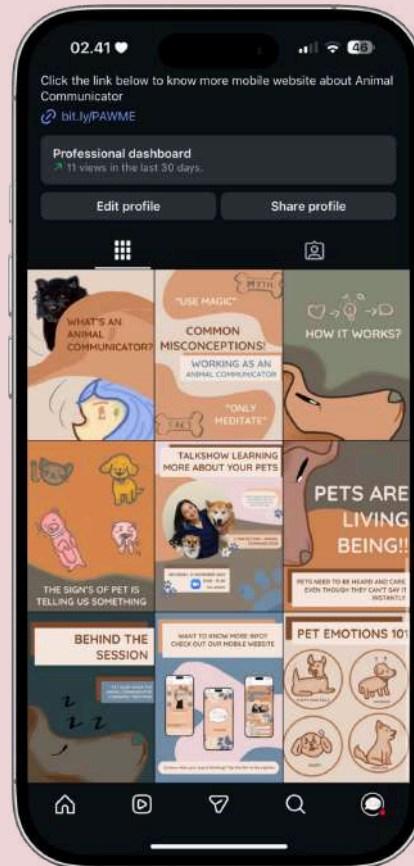 02.41
46
Click the link below to know more mobile website about Animal
Communicator
bit.ly/PAWME
Professional dashboard
11 views in the last 30 days.
Edit profile
Share profile
WHAT'S AN
ANIMAL
COMMUNICATOR?
"USE MAGIC"
MYTH
COMMON
MISCONCEPTIONS!
WORKING AS AN
ANIMAL COMMUNICATOR
FACT
"ONLY
MEDITATE"
HOW IT WORKS?
THE SIGN'S OF PET IS
TELLING US SOMETHING
TALKSHOW LEARNING
MORE ABOUT YOUR PETS
PETS ARE
LIVING
BEING!!
PETS NEED TO BE HEARD AND CARE,
EVEN THOUGH THEY CAN'T SAY IT
INSTANTLY
BEHIND THE
SESSION
Z Z Z
WANT TO KNOW MORE INFO?
CHECK OUT OUR MOBILE WEBSITE
PET EMOTIONS 101